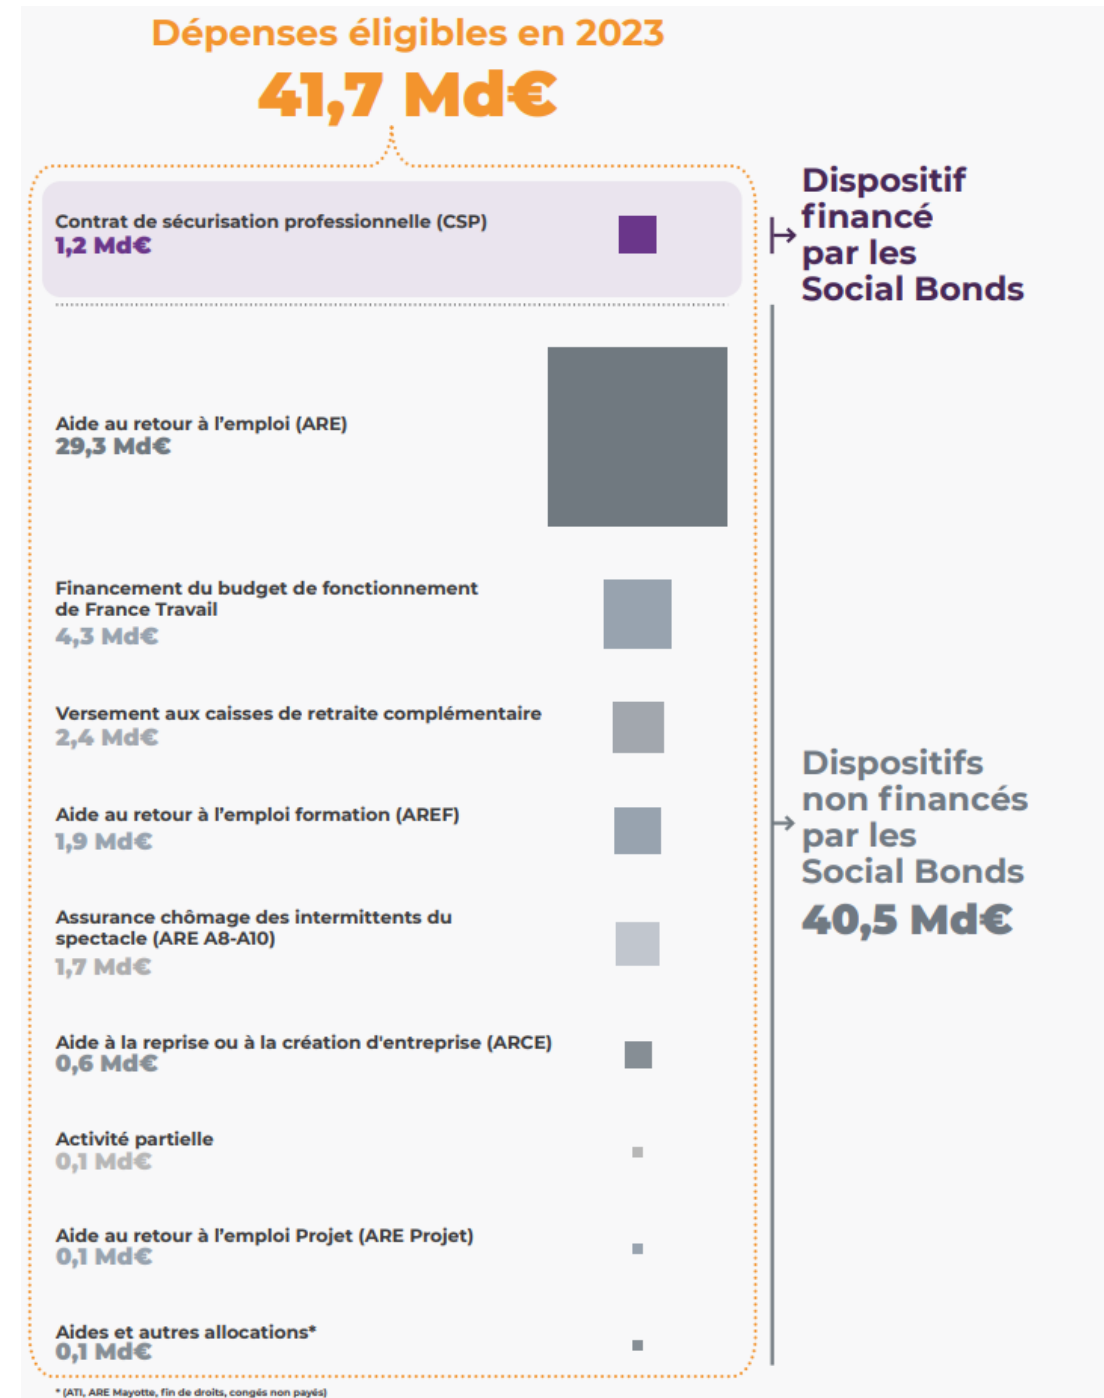 Dépenses éligibles en 2023
41,7 Md€
Contrat de sécurisation professionnelle (CSP)
1,2 Md€
Dispositif
financé
par les
Social Bonds
Aide au retour à l’emploi (ARE)
29,3 Md€
Financement du budget de fonctionnement
de France Travail
4,3 Md€
Versement aux caisses de retraite complémentaire
2,4 Md€
Aide au retour à l’emploi formation (AREF)
1,9 Md€
Assurance chômage des intermittents du
spectacle (ARE A8-A10)
1,7 Md€
Aide à la reprise ou à la création d'entreprise (ARCE)
0,6 Md€
Activité partielle
0,1 Md€
Aide au retour à l’emploi Projet (ARE Projet)
0,1 Md€
Aides et autres allocations*
0,1 Md€
Dispositifs
non financés
par les
Social Bonds
40,5 Md€
* (ATI, ARE Mayotte, fin de droits, congés non payés)